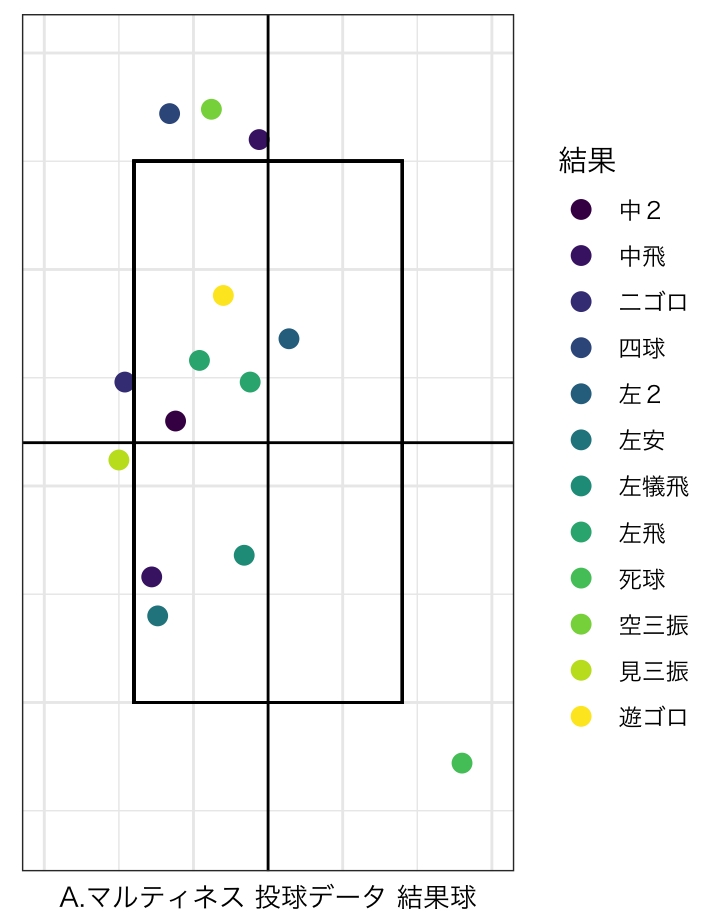 結果
中２
中飛
二ゴロ
四球
左２
左安
左犠飛
左飛
死球
空三振
見三振
遊ゴロ
A.マルティネス 投球データ 結果球